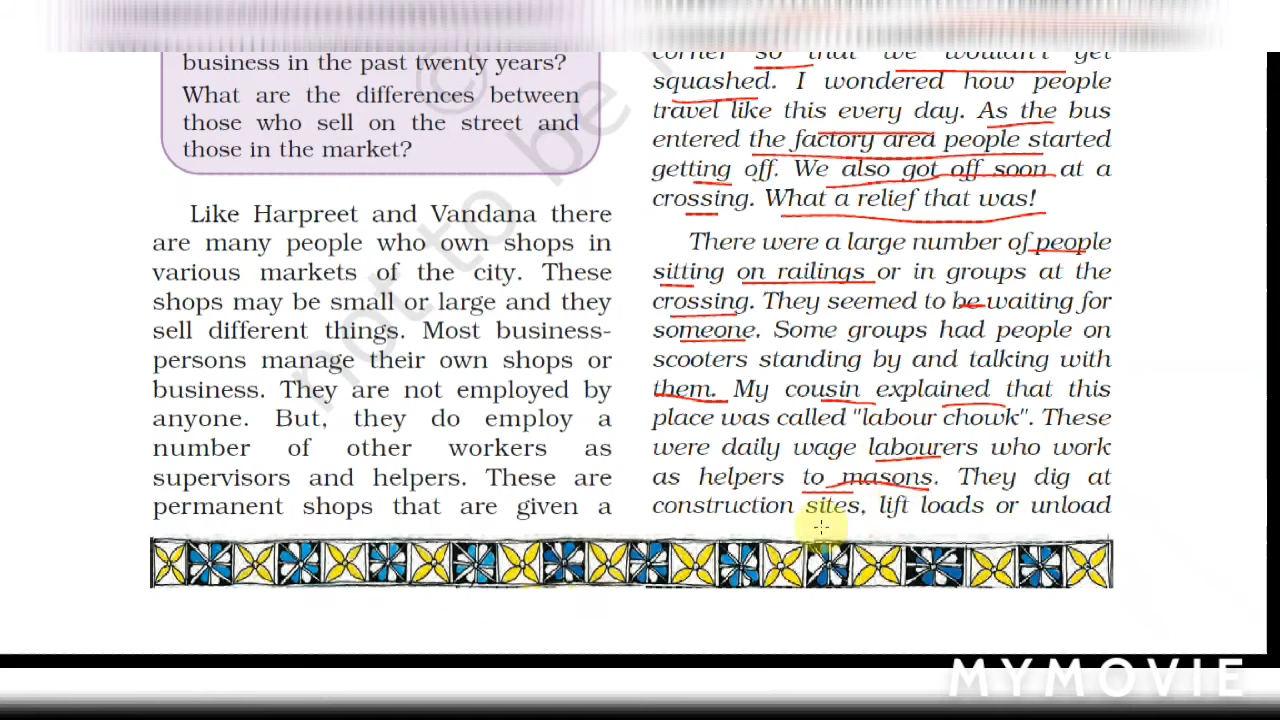 business in the past twenty years?
What are the differences between
those who sell on the street and
those in the market?
Like Harpreet and Vandana there
are many people who own shops in
various markets of the city. These
shops may be small or large and they
sell different things. Most business-
persons manage their own shops or
business. They are not employed by
anyone. But, they do employ a
number of other workers as
supervisors and helpers. These are
permanent shops that are given a
corner so that we wouldn't get
squashed. I wondered how people
travel like this every day. As the bus
entered the factory area people started
getting off. We also got off soon at a
crossing. What a relief that was!
There were a large number of people
sitting on railings or in groups at the
crossing. They seemed to be waiting for
someone. Some groups had people on
scooters standing by and talking with
them. My cousin explained that this
place was called "labour chowk". These
were daily wage labourers who work
as helpers to masons. They dig at
construction sites, lift loads or unload
not to be
©
MYMOVIE